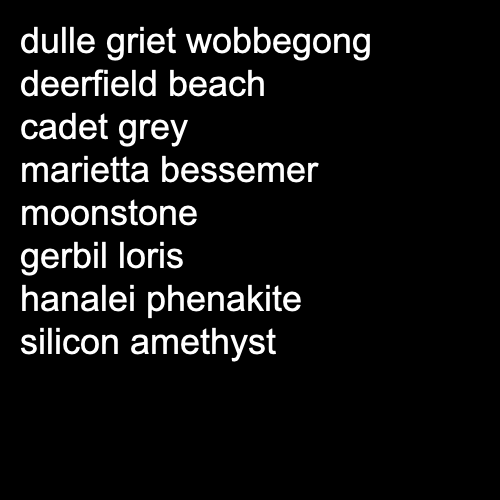 dulle griet wobbegong
deerfield beach
cadet grey
marietta bessemer
moonstone
gerbil loris
hanalei phenakite
silicon amethyst